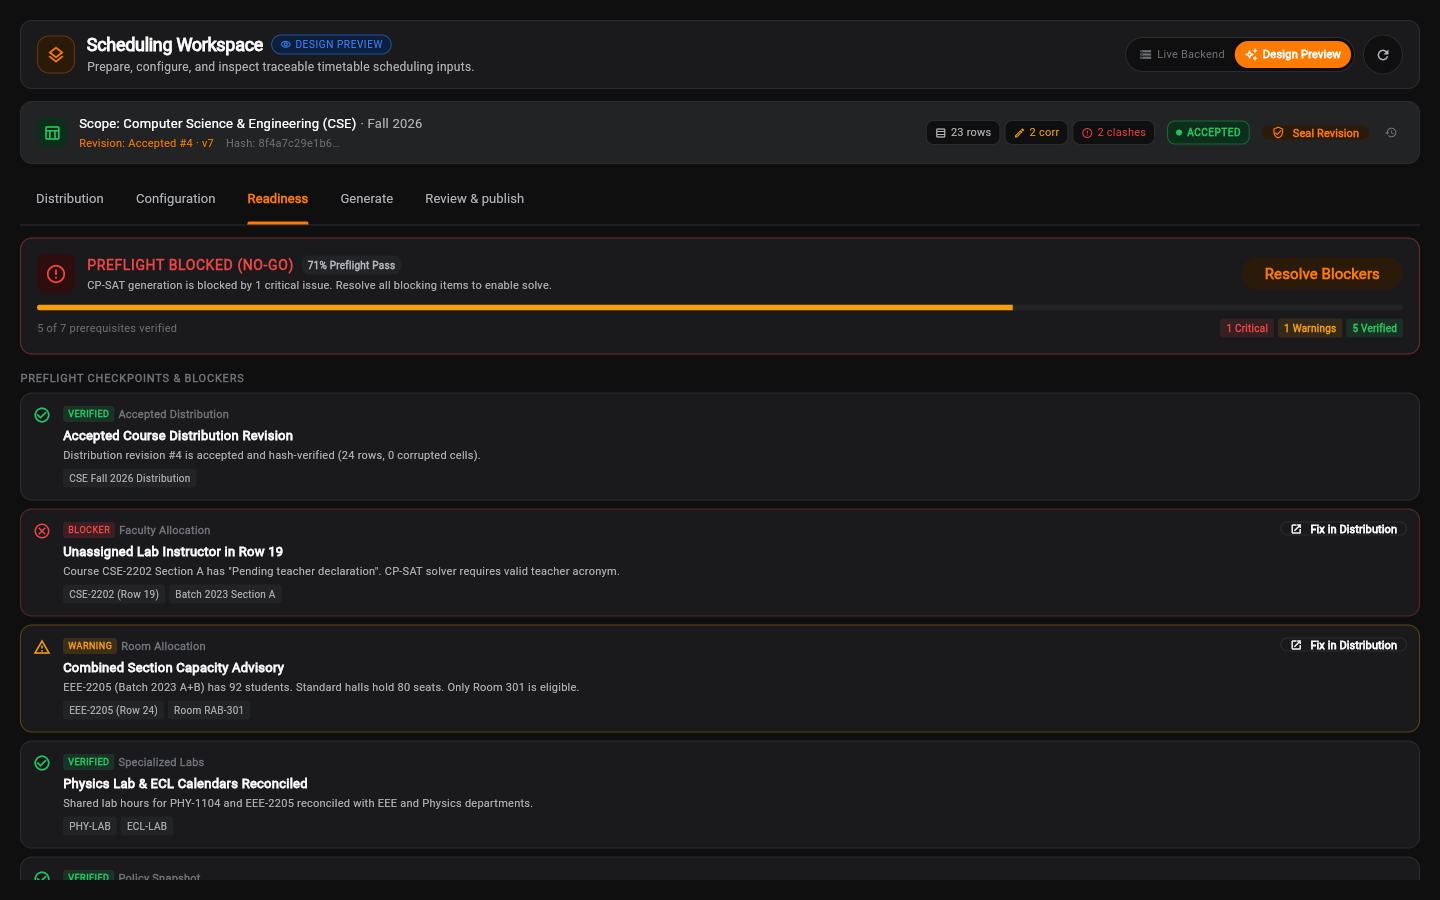 Scheduling Workspace DESIGN PREVIEW
Prepare, configure, and inspect traceable timetable scheduling inputs.
Live Backend Design Preview
Scope: Computer Science & Engineering (CSE) · Fall 2026
Revision: Accepted #4 · v7 Hash: 8f4a7c29e1b6…
23 rows 2 corr 2 clashes ACCEPTED Seal Revision
Distribution Configuration Readiness Generate Review & publish
PREFLIGHT BLOCKED (NO-GO) 71% Preflight Pass
CP-SAT generation is blocked by 1 critical issue. Resolve all blocking items to enable solve.
Resolve Blockers
5 of 7 prerequisites verified
1 Critical 1 Warnings 5 Verified
PREFLIGHT CHECKPOINTS & BLOCKERS
VERIFIED Accepted Distribution
Accepted Course Distribution Revision
Distribution revision #4 is accepted and hash-verified (24 rows, 0 corrupted cells).
CSE Fall 2026 Distribution
BLOCKER Faculty Allocation
Fix in Distribution
Unassigned Lab Instructor in Row 19
Course CSE-2202 Section A has "Pending teacher declaration". CP-SAT solver requires valid teacher acronym.
CSE-2202 (Row 19) Batch 2023 Section A
WARNING Room Allocation
Fix in Distribution
Combined Section Capacity Advisory
EEE-2205 (Batch 2023 A+B) has 92 students. Standard halls hold 80 seats. Only Room 301 is eligible.
EEE-2205 (Row 24) Room RAB-301
VERIFIED Specialized Labs
Physics Lab & ECL Calendars Reconciled
Shared lab hours for PHY-1104 and EEE-2205 reconciled with EEE and Physics departments.
PHY-LAB ECL-LAB
VERIFIED Policy Snapshot